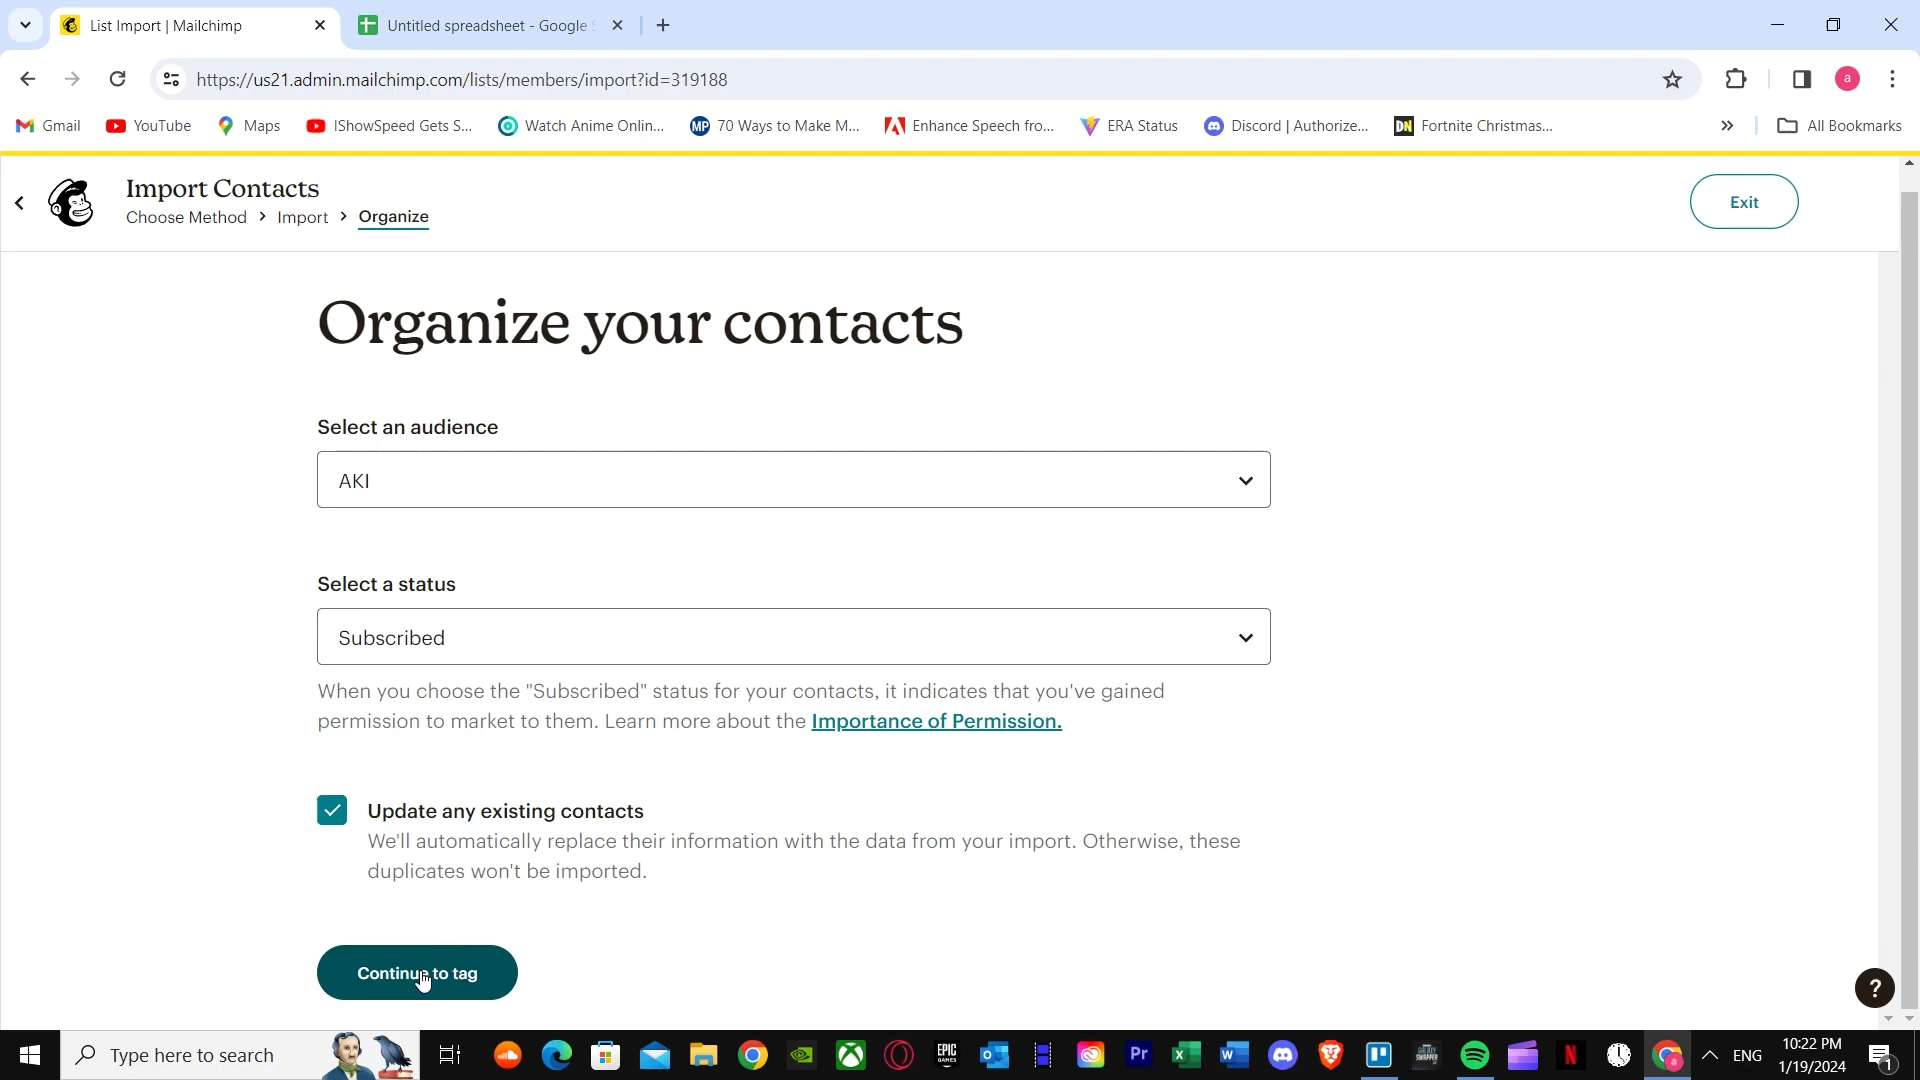 List Import | Mailchimp
Untitled spreadsheet - Google S
https://us21.admin.mailchimp.com/lists/members/import?id=319188
a
Gmail
YouTube
Maps
IShowSpeed Gets S...
Watch Anime Onlin...
MP
70 Ways to Make M...
Enhance Speech fro...
ERA Status
Discord | Authorize...
DN
Fortnite Christmas...
All Bookmarks
Import Contacts
Choose Method > Import > Organize
Exit
Organize your contacts
Select an audience
AKI
Select a status
Subscribed
When you choose the "Subscribed" status for your contacts, it indicates that you've gained
permission to market to them. Learn more about the Importance of Permission.
Update any existing contacts
We'll automatically replace their information with the data from your import. Otherwise, these
duplicates won't be imported.
Continue to tag
?
Type here to search
EPIC
GAMES
Pr
N
a
ENG
10:22 PM
1/19/2024
1